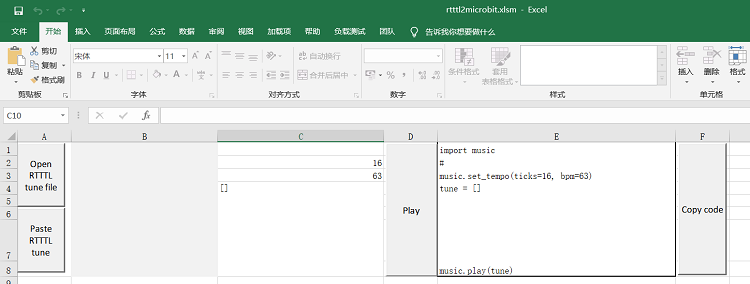 rtttl2microbit.xlsm - Excel
文件 开始 插入 页面布局 公式 数据 审阅 视图 加载项 帮助 负载测试 团队 告诉我你想要做什么
粘贴 剪切 复制 格式刷
宋体 11
B I U A
自动换行
合并后居中
%
条件格式 套用表格格式
插入 删除 格式
剪贴板 字体 对齐方式 数字 样式 单元格
C10 fx
A B C D E F
1 import music
Open RTTTL tune file
2 16 #
3 63 music.set_tempo(ticks=16, bpm=63)
4 [] tune = []
5
6
Paste RTTTL tune
Play
Copy code
7
8 music.play(tune)